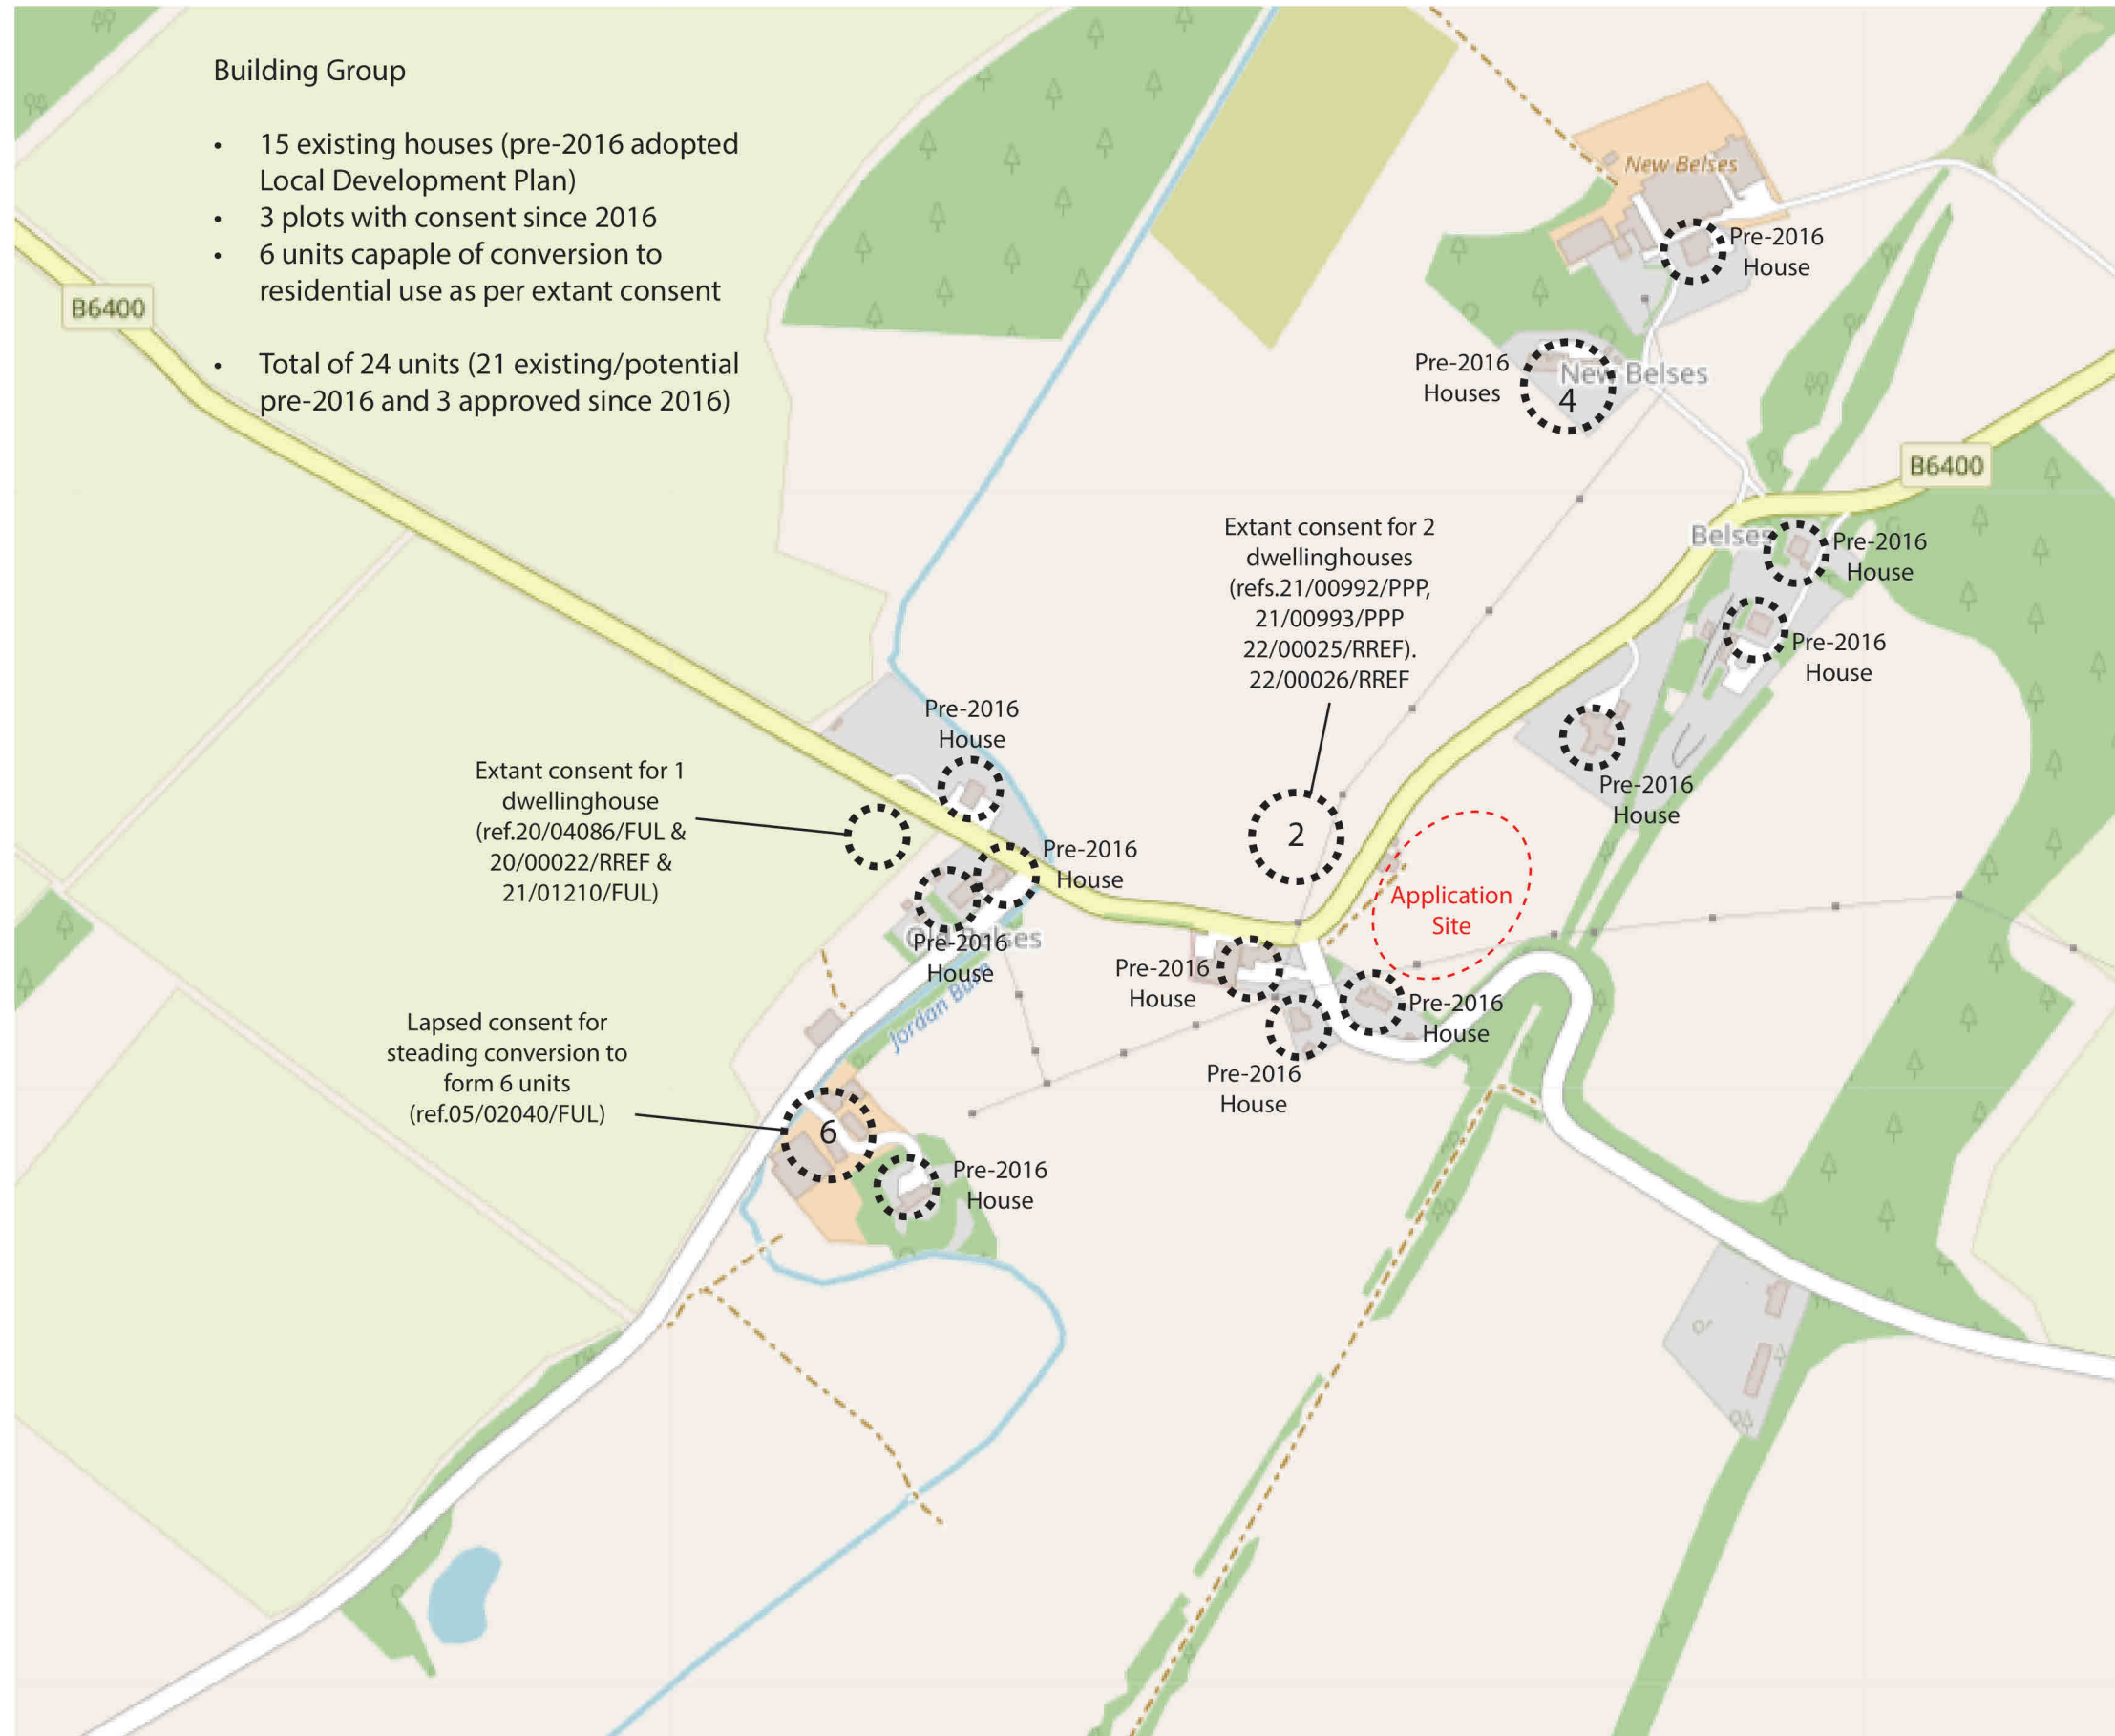 Building Group
• 15 existing houses (pre-2016 adopted
Local Development Plan)
• 3 plots with consent since 2016
• 6 units capaple of conversion to
residential use as per extant consent
• Total of 24 units (21 existing/potential
pre-2016 and 3 approved since 2016)
B6400
New Belses
Pre-2016
House
Pre-2016
Houses
New Belses
4
B6400
Belses
Pre-2016
House
Pre-2016
House
Extant consent for 2
dwellinghouses
(refs.21/00992/PPP,
21/00993/PPP
22/00025/RREF).
22/00026/RREF
2
Pre-2016
House
Pre-2016
House
Extant consent for 1
dwellinghouse
(ref.20/04086/FUL &
20/00022/RREF &
21/01210/FUL)
Pre-2016
House
Old Belses
Pre-2016
House
Application
Site
Pre-2016
House
Pre-2016
House
Pre-2016
House
Jordan Burn
Lapsed consent for
steading conversion to
form 6 units
(ref.05/02040/FUL)
6
Pre-2016
House